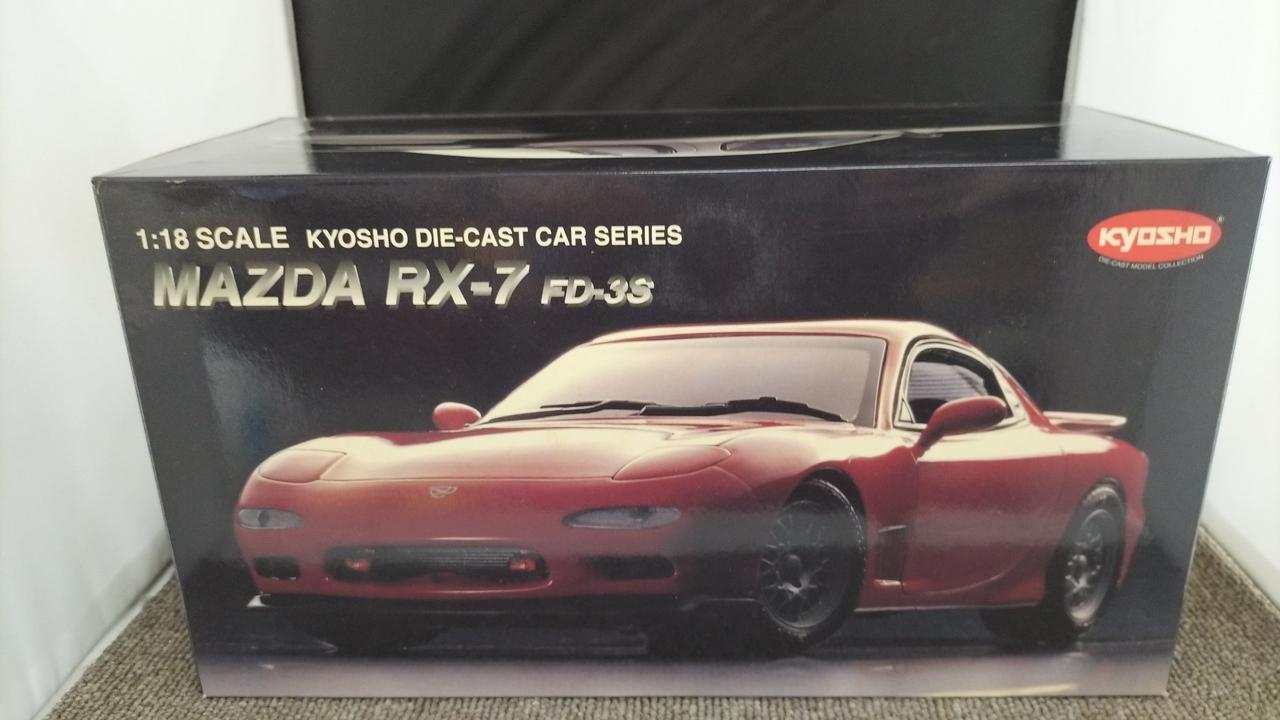 1:18 SCALE KYOSHO DIE-CAST CAR SERIES
MAZDA RX-7 FD-3S
KYOSHO
DIE-CAST MODEL COLLECTION